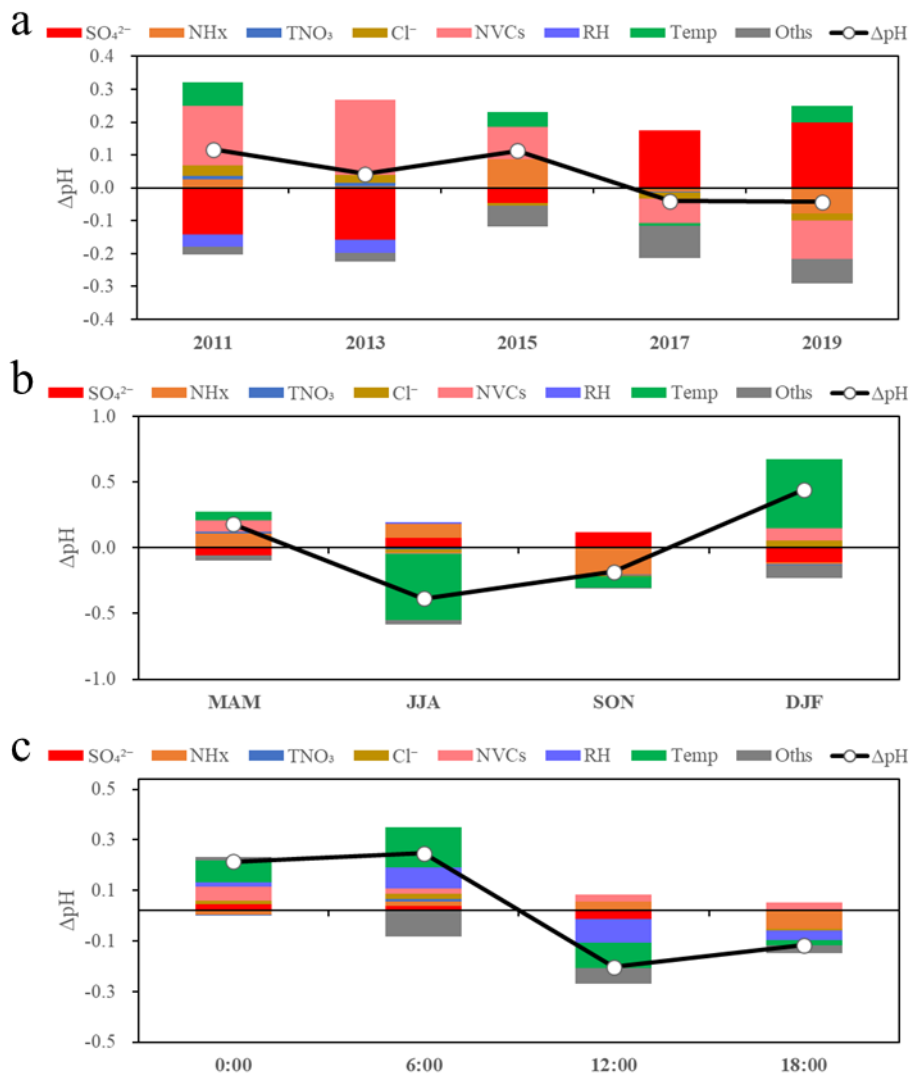 a
SO₄²⁻ NHx TNO₃ Cl⁻ NVCs RH Temp Oths ΔpH
0.4
0.3
0.2
0.1
0.0
-0.1
-0.2
-0.3
-0.4
ΔpH
2011 2013 2015 2017 2019
b
SO₄²⁻ NHx TNO₃ Cl⁻ NVCs RH Temp Oths ΔpH
1.0
0.5
0.0
-0.5
-1.0
ΔpH
MAM JJA SON DJF
c
SO₄²⁻ NHx TNO₃ Cl⁻ NVCs RH Temp Oths ΔpH
0.5
0.3
0.1
-0.1
-0.3
-0.5
ΔpH
0:00 6:00 12:00 18:00